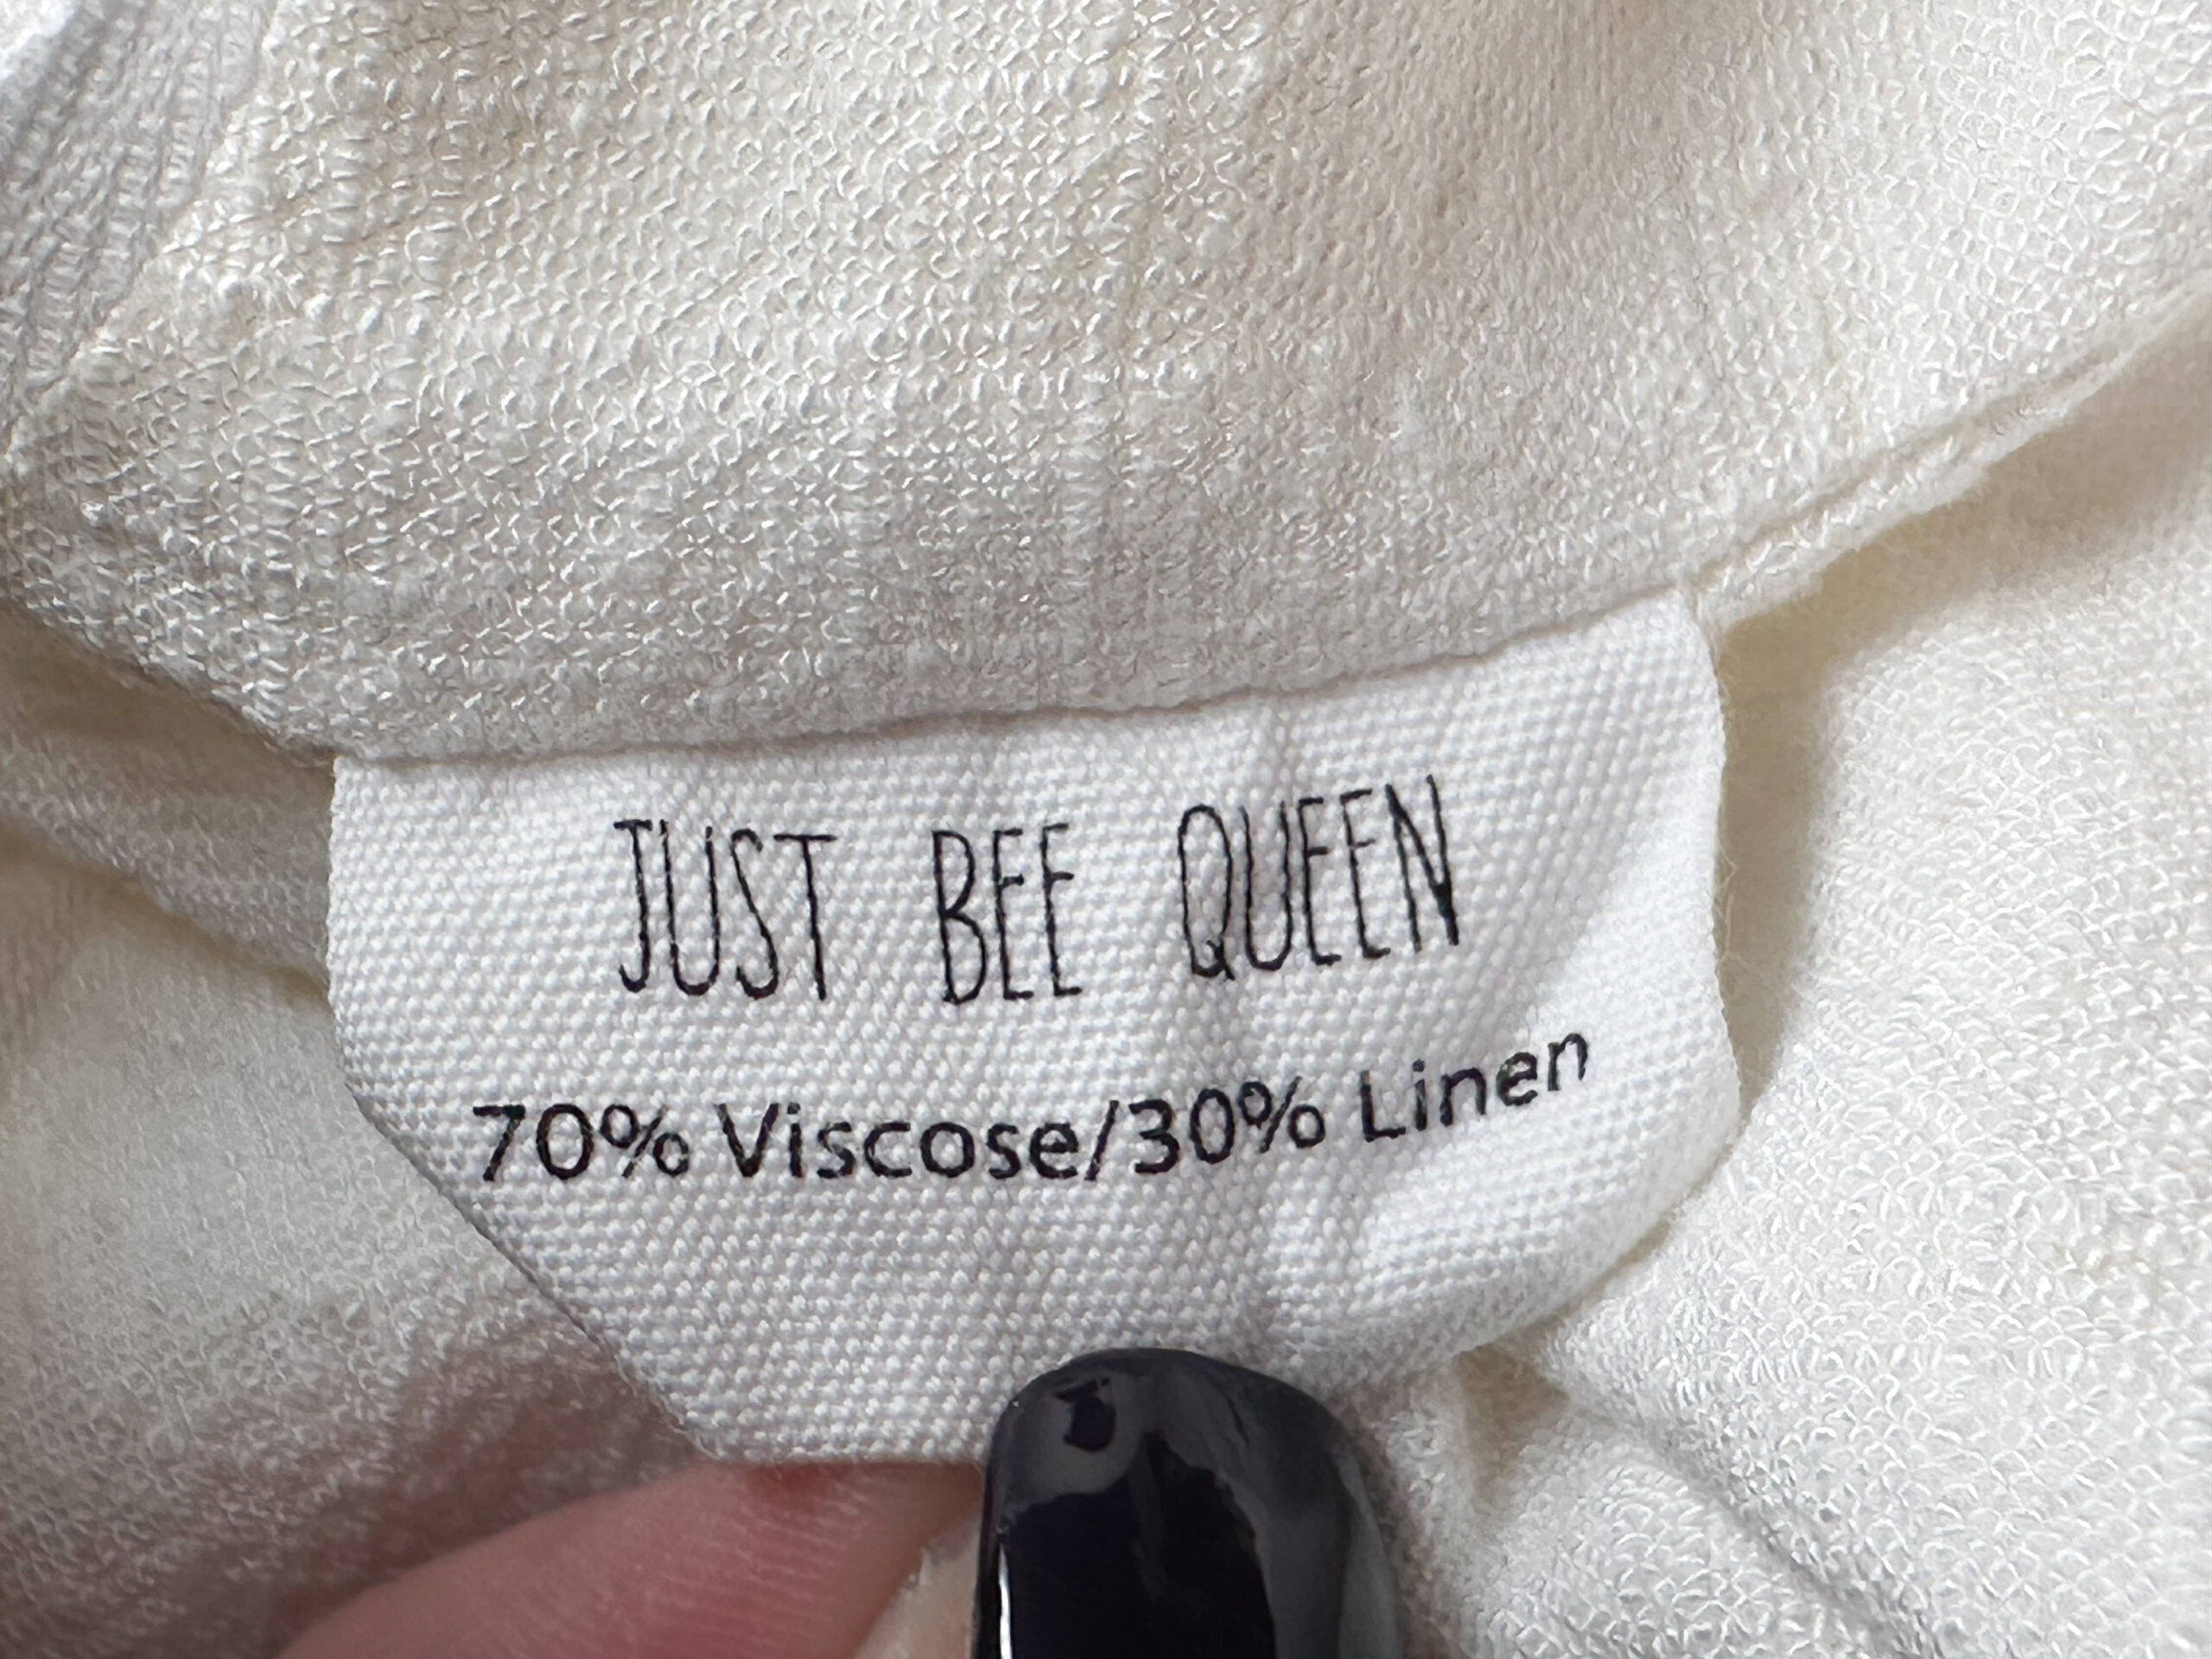 JUST BEE QUEEN
70% Viscose/30% Linen